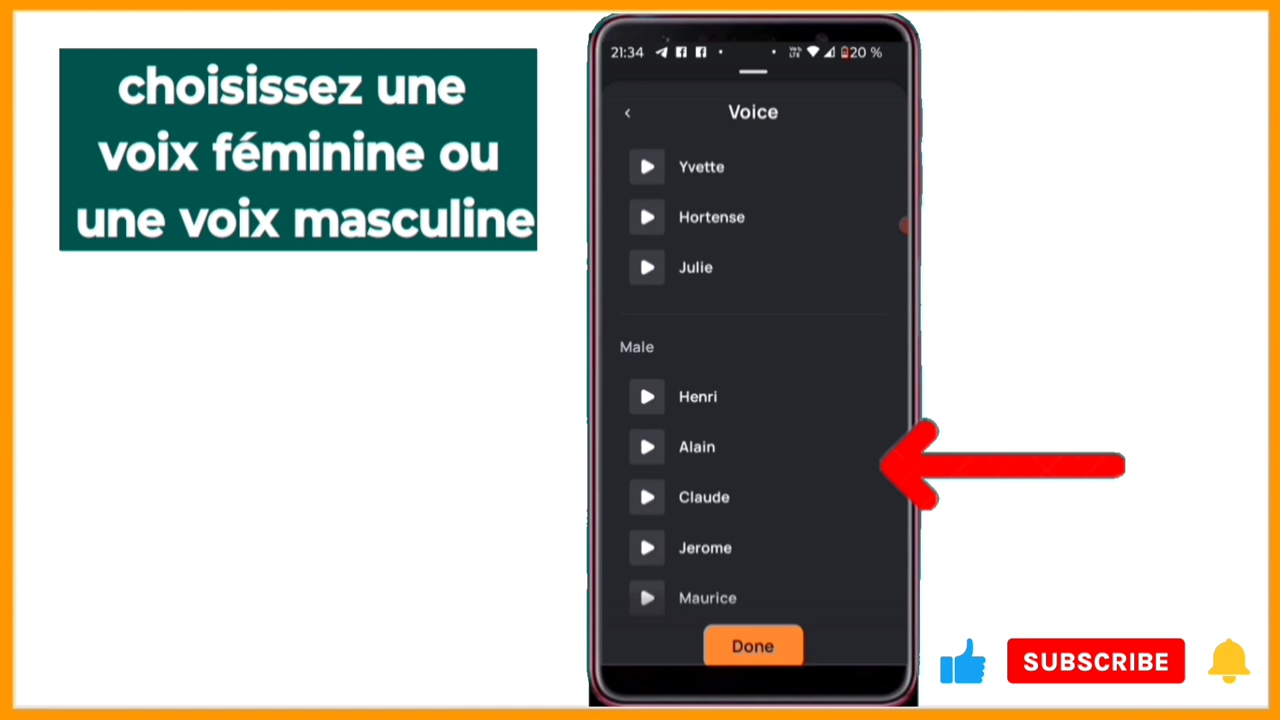 choisissez une
voix féminine ou
une voix masculine
21:34
20 %
Voice
Yvette
Hortense
Julie
Male
Henri
Alain
Claude
Jerome
Maurice
Done
SUBSCRIBE